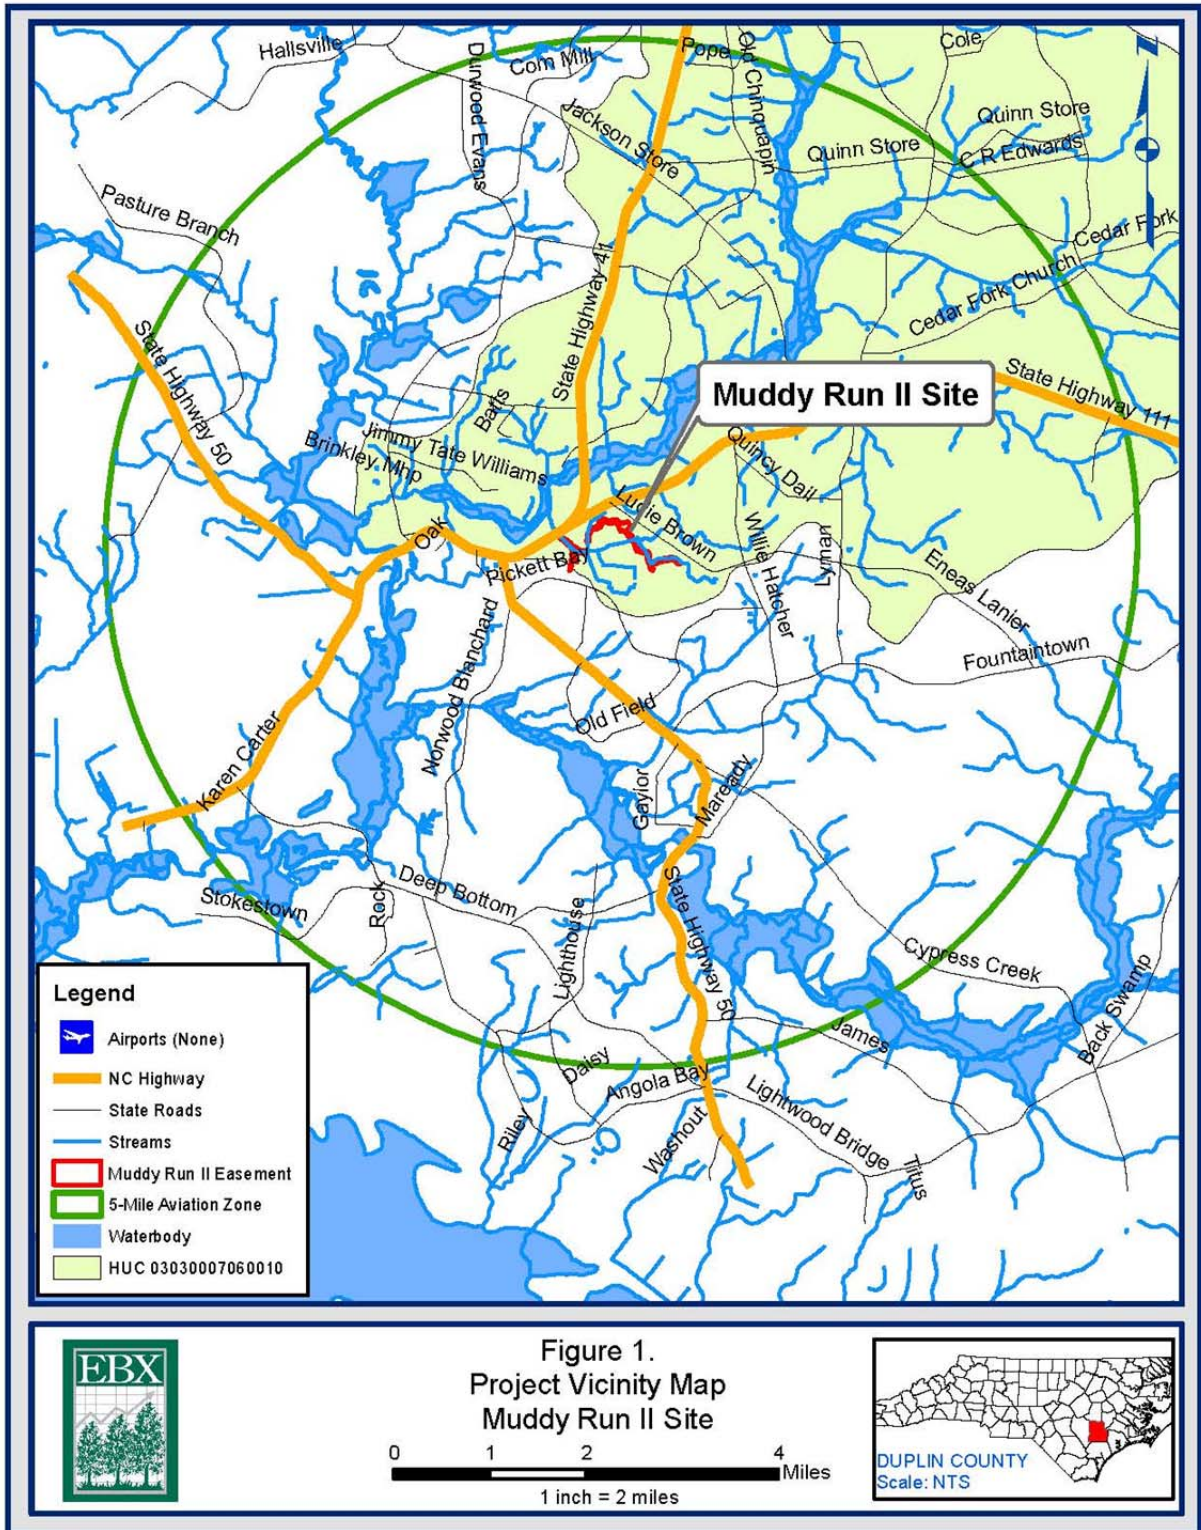 Hallsville
Corn Mill
Pope
Cole
Dunwood Evans
Old Chinquapin
Jackson Store
Quinn Store
Quinn Store
C R Edwards
Pasture Branch
Cedar Fork
Cedar Fork Church
State Highway 41
State Highway 50
State Highway 111
Muddy Run II Site
Batts
Jimmy Tate Williams
Brinkley Mhp
Quincy Dail
Lucie Brown
Oak
Pickett Bay
Willie Hatcher
Lyman
Eneas Lanier
Fountaintown
Norwood Blanchard
Old Field
Karen Carter
Gaylor
Maready
Stokestown
Rock
Deep Bottom
Lighthouse
State Highway 50
Cypress Creek
Back Swamp
James
Daisy
Angola Bay
Riley
Washout
Lightwood Bridge
Titus
Legend
Airports (None)
NC Highway
State Roads
Streams
Muddy Run II Easement
5-Mile Aviation Zone
Waterbody
HUC 03030007060010
EBX
Figure 1.
Project Vicinity Map
Muddy Run II Site
0 1 2 4
Miles
1 inch = 2 miles
DUPLIN COUNTY
Scale: NTS
Z